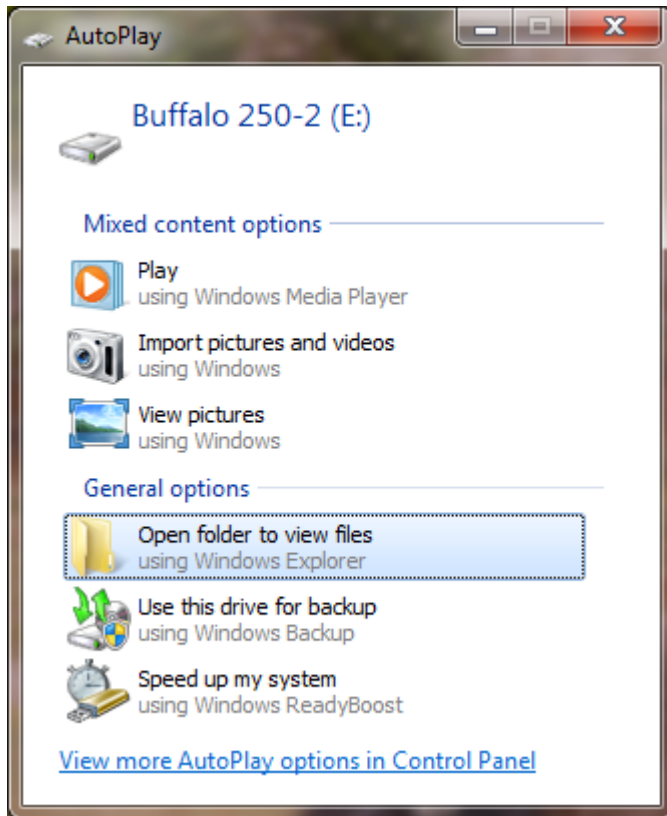 AutoPlay
Buffalo 250-2 (E:)
Mixed content options
Play
using Windows Media Player
Import pictures and videos
using Windows
View pictures
using Windows
General options
Open folder to view files
using Windows Explorer
Use this drive for backup
using Windows Backup
Speed up my system
using Windows ReadyBoost
View more AutoPlay options in Control Panel